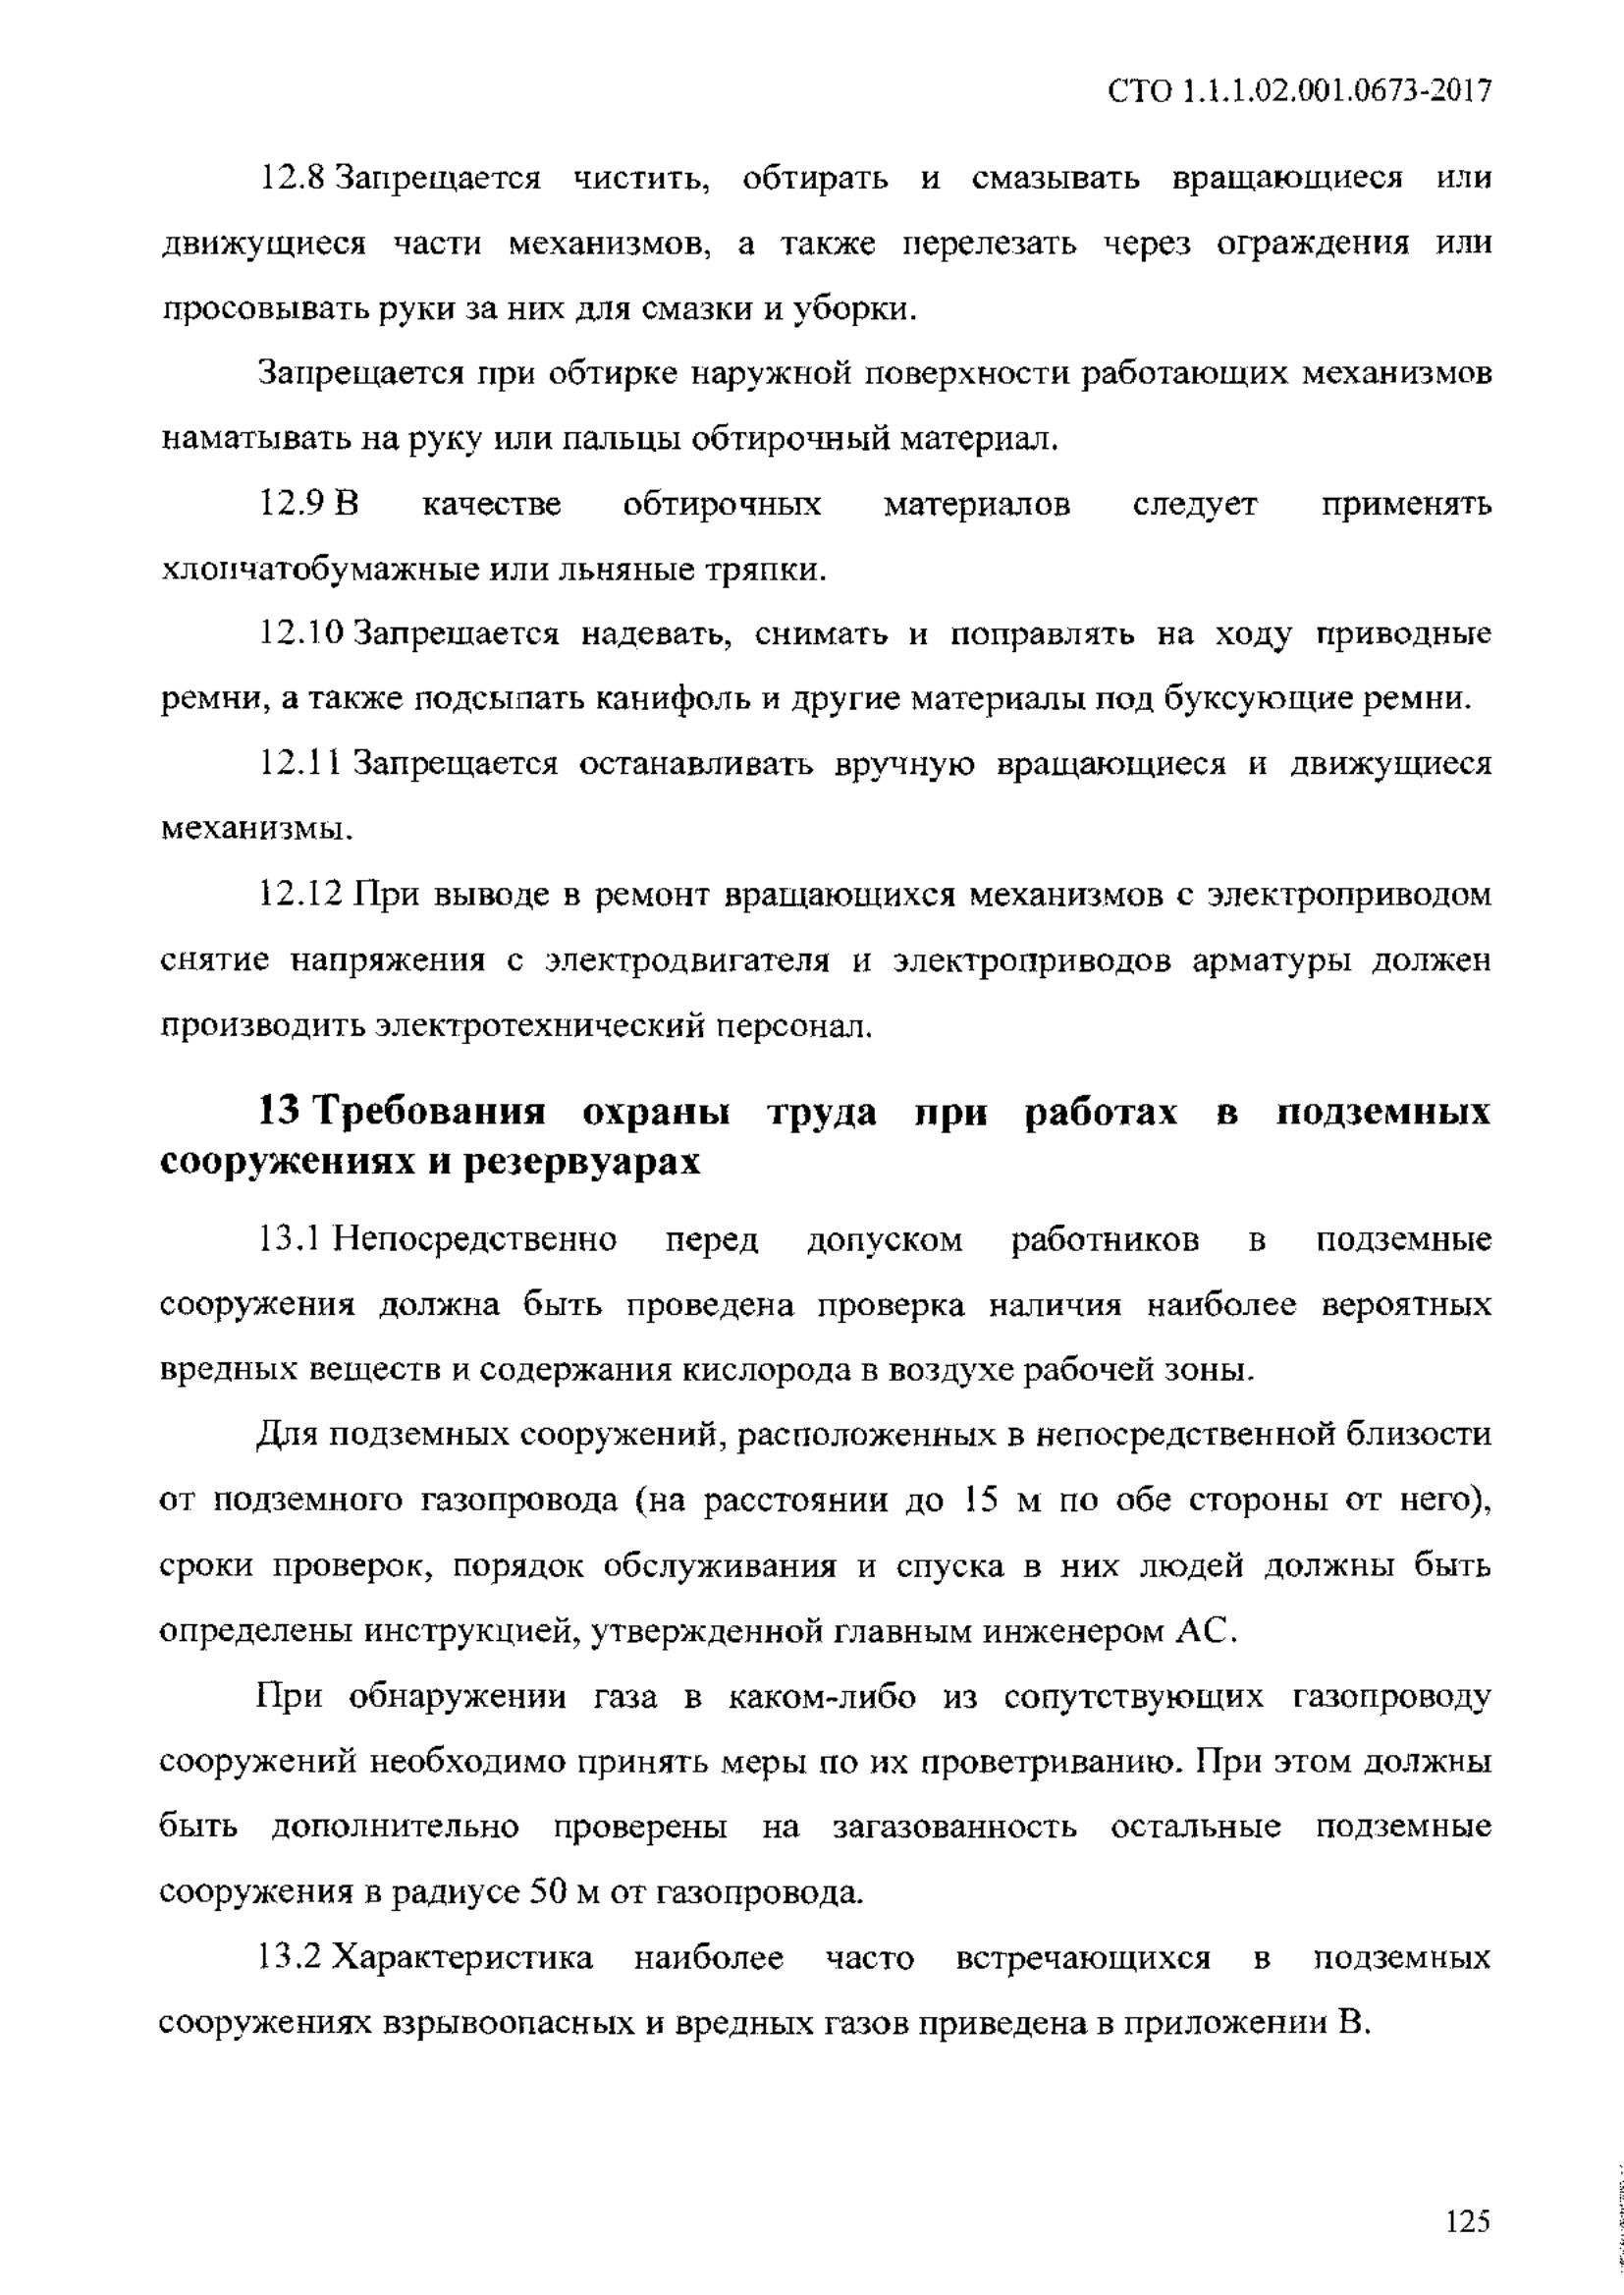 СТО 1.1.1.02.001.0673-2017
12.8 Запрещается чистить, обтирать и смазывать вращающиеся или
движущиеся части механизмов, а также перелезать через ограждения или
просовывать руки за них для смазки и уборки.
Запрещается при обтирке наружной поверхности работающих механизмов
наматывать на руку или пальцы обтирочный материал.
12.9 В качестве обтирочных материалов следует применять
хлопчатобумажные или льняные тряпки.
12.10 Запрещается надевать, снимать и поправлять на ходу приводные
ремни, а также подсыпать канифоль и другие материалы под буксующие ремни.
12.11 Запрещается останавливать вручную вращающиеся и движущиеся
механизмы.
12.12 При выводе в ремонт вращающихся механизмов с электроприводом
снятие напряжения с электродвигателя и электроприводов арматуры должен
производить электротехнический персонал.
13 Требования охраны труда при работах в подземных
сооружениях и резервуарах
13.1 Непосредственно перед допуском работников в подземные
сооружения должна быть проведена проверка наличия наиболее вероятных
вредных веществ и содержания кислорода в воздухе рабочей зоны.
Для подземных сооружений, расположенных в непосредственной близости
от подземного газопровода (на расстоянии до 15 м по обе стороны от него),
сроки проверок, порядок обслуживания и спуска в них людей должны быть
определены инструкцией, утвержденной главным инженером АС.
При обнаружении газа в каком-либо из сопутствующих газопроводу
сооружений необходимо принять меры по их проветриванию. При этом должны
быть дополнительно проверены на загазованность остальные подземные
сооружения в радиусе 50 м от газопровода.
13.2 Характеристика наиболее часто встречающихся в подземных
сооружениях взрывоопасных и вредных газов приведена в приложении В.
125